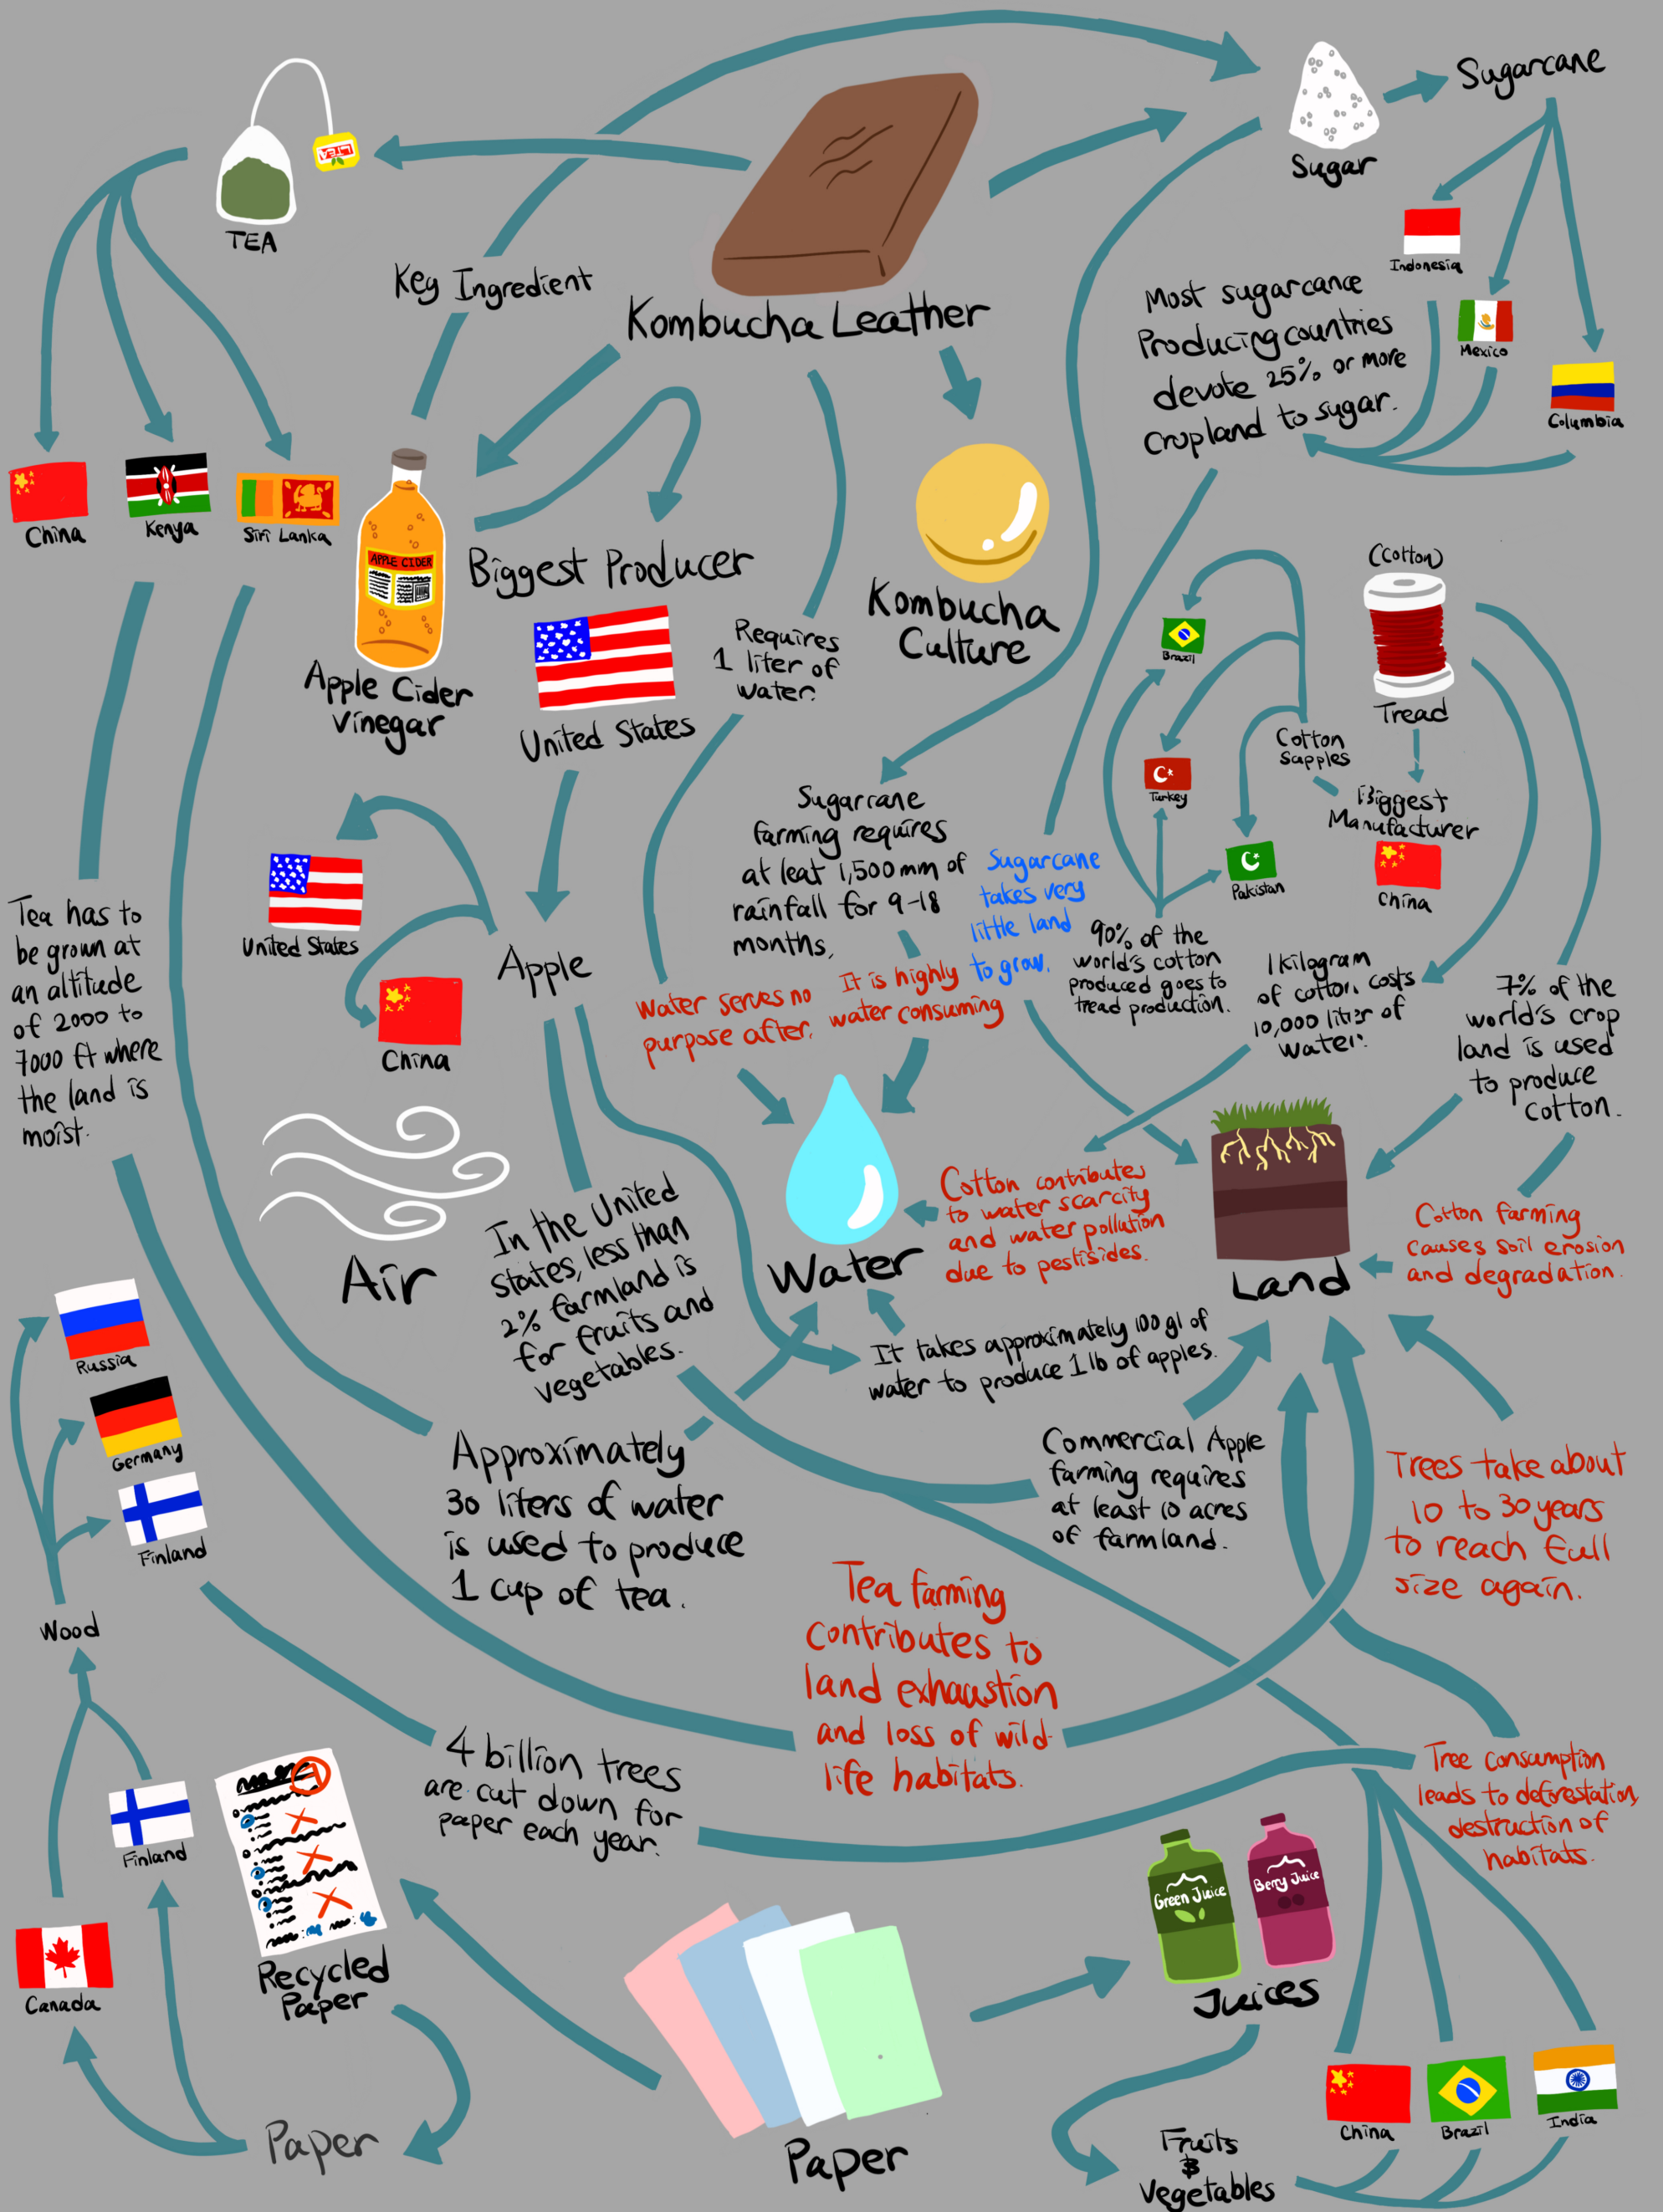 Sugarcane
Sugar
LTEA
TEA
Key Ingredient
Kombucha Leather
Indonesia
Mexico
Columbia
Most sugarcance
Producing countries
devote 25% or more
cropland to sugar.
China
Kenya
Siri Lanka
APPLE CIDER
Apple Cider
Vinegar
Biggest Producer
United States
Requires
1 liter of
water.
Kombucha
Culture
(Cotton)
Tread
Brazil
Turkey
Pakistan
Cotton
Sapples
Biggest
Manufacturer
China
Sugarcane
farming requires
at leat 1,500 mm of
rainfall for 9-18
months.
Sugarcane
takes very
little land
to grow.
It is highly
water consuming
Water serves no
purpose after.
90% of the
world's cotton
produced goes to
tread production.
1 kilogram
of cotton costs
10,000 liter of
water.
7% of the
world's crop
land is used
to produce
cotton.
United States
China
Apple
Tea has to
be grown at
an altitude
of 2000 to
7000 ft where
the land is
moist.
Air
In the United
States, less than
2% farmland is
for fruits and
vegetables.
Water
Cotton contributes
to water scarcity
and water pollution
due to pestisides.
Land
Cotton farming
causes soil erosion
and degradation.
It takes approximately 100 gl of
water to produce 1 lb of apples.
Russia
Germany
Finland
Wood
Approximately
30 liters of water
is used to produce
1 cup of tea.
Commercial Apple
farming requires
at least 10 acres
of farmland.
Trees take about
10 to 30 years
to reach full
size again.
Tea farming
contributes to
land exhaustion
and loss of wild
life habitats.
4 billion trees
are cut down for
paper each year.
Tree consumption
leads to deforestation,
destruction of
habitats.
Finland
Canada
Recycled
Paper
Paper
Paper
Green Juice
Berry Juice
Juices
Fruits
&
Vegetables
China
Brazil
India